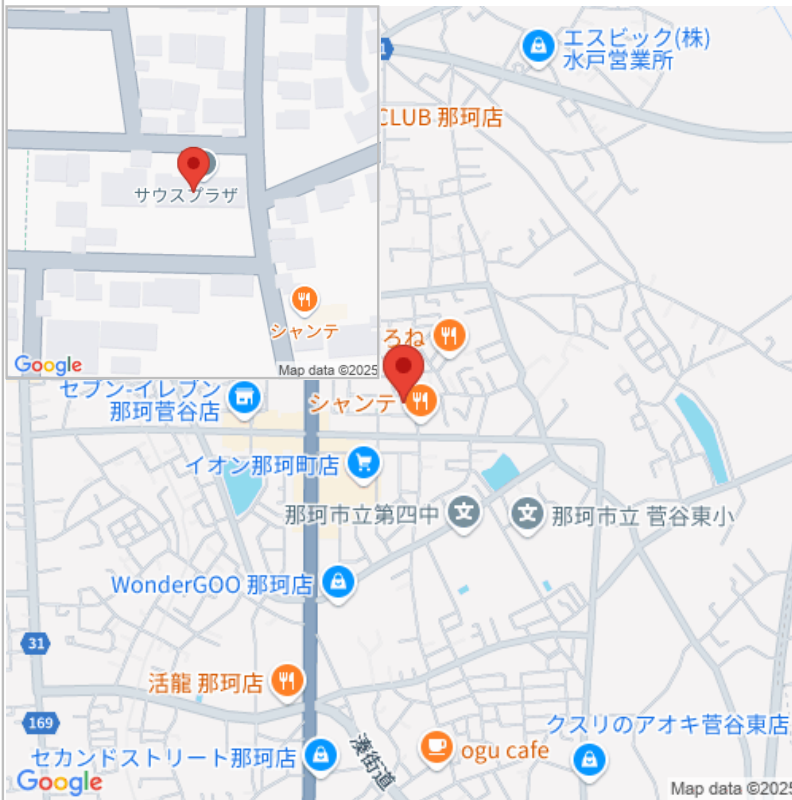 サウスプラザ
シャンテ
Google
Map data ©2025
1
エスビック(株)
水戸営業所
CLUB 那珂店
ろね
セブン-イレブン
那珂菅谷店
シャンテ
イオン那珂町店
那珂市立第四中
那珂市立 菅谷東小
WonderGOO 那珂店
31
活龍 那珂店
169
セカンドストリート那珂店
湊街道
ogu cafe
クスリのアオキ菅谷東店
Google
Map data ©2025